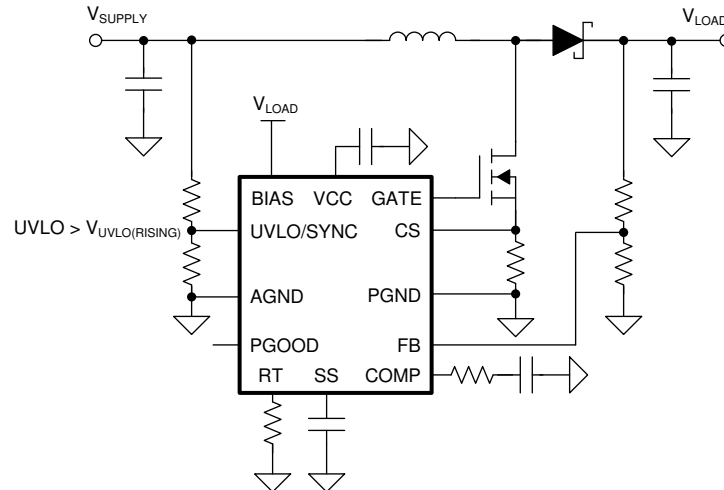 VSUPPLY
VLOAD
VLOAD
BIAS VCC GATE
UVLO > VUVLO(RISING)
UVLO/SYNC CS
AGND PGND
PGOOD FB
RT SS COMP